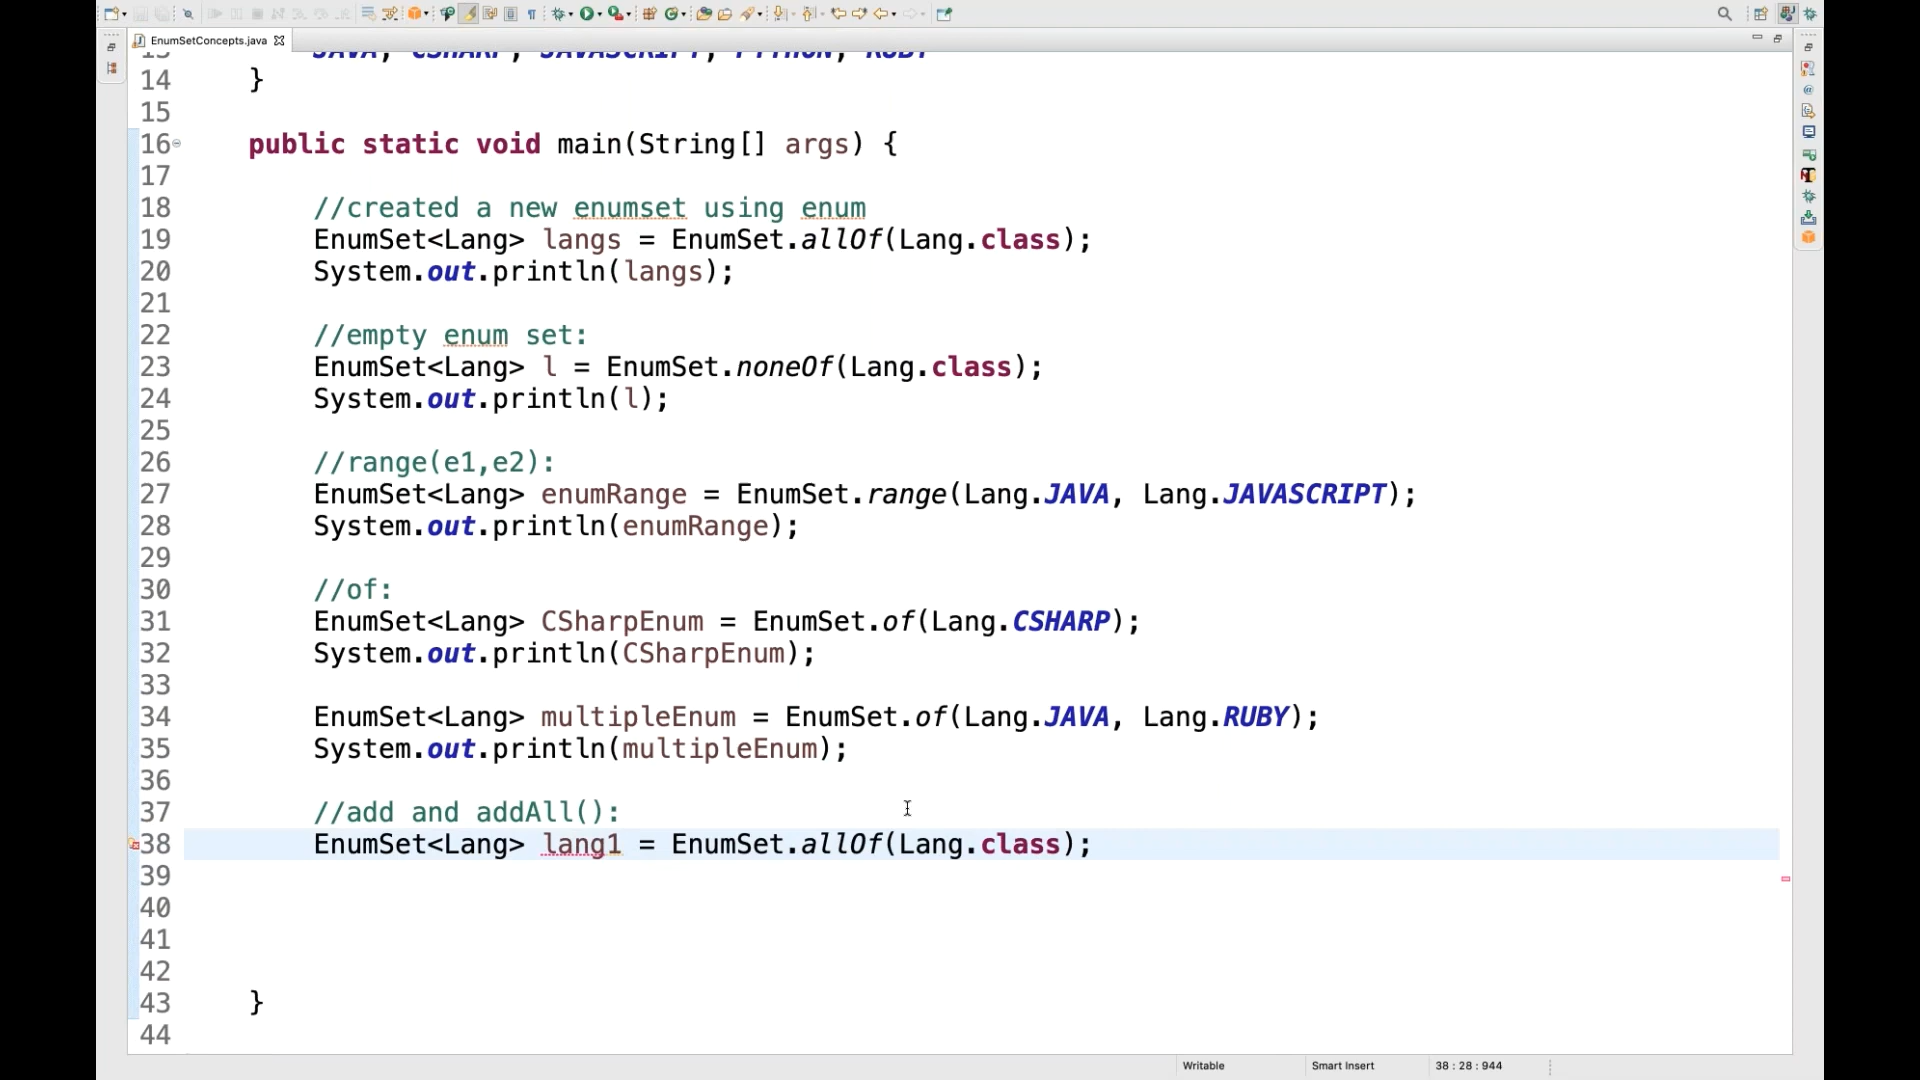 EnumSetConcepts.java
13 JAVA, CSHARP, JAVASCRIPT, PYTHON, RUBY
14 }
15
16 public static void main(String[] args) {
17
18 //created a new enumset using enum
19 EnumSet<Lang> langs = EnumSet.allOf(Lang.class);
20 System.out.println(langs);
21
22 //empty enum set:
23 EnumSet<Lang> l = EnumSet.noneOf(Lang.class);
24 System.out.println(l);
25
26 //range(e1,e2):
27 EnumSet<Lang> enumRange = EnumSet.range(Lang.JAVA, Lang.JAVASCRIPT);
28 System.out.println(enumRange);
29
30 //of:
31 EnumSet<Lang> CSharpEnum = EnumSet.of(Lang.CSHARP);
32 System.out.println(CSharpEnum);
33
34 EnumSet<Lang> multipleEnum = EnumSet.of(Lang.JAVA, Lang.RUBY);
35 System.out.println(multipleEnum);
36
37 //add and addAll():
38 EnumSet<Lang> lang1 = EnumSet.allOf(Lang.class);
39
40
41
42
43 }
44
Writable Smart Insert 38 : 28 : 944